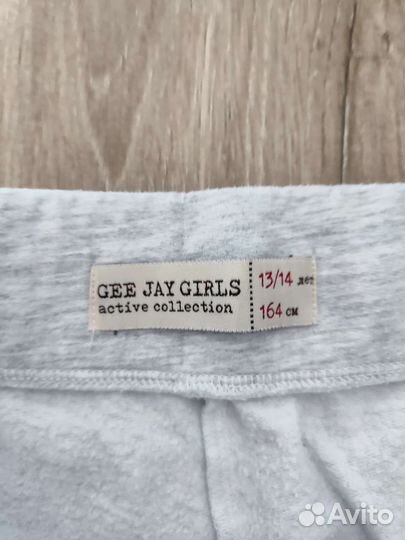 GEE JAY GIRLS
active collection
13/14 лет
164 см
Avito